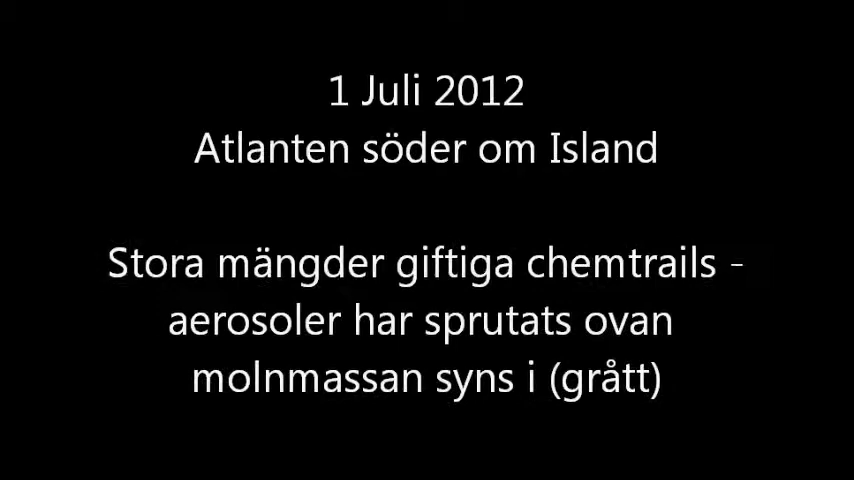 1 Juli 2012
Atlanten söder om Island
Stora mängder giftiga chemtrails -
aerosoler har sprutats ovan
molnmassan syns i (grått)